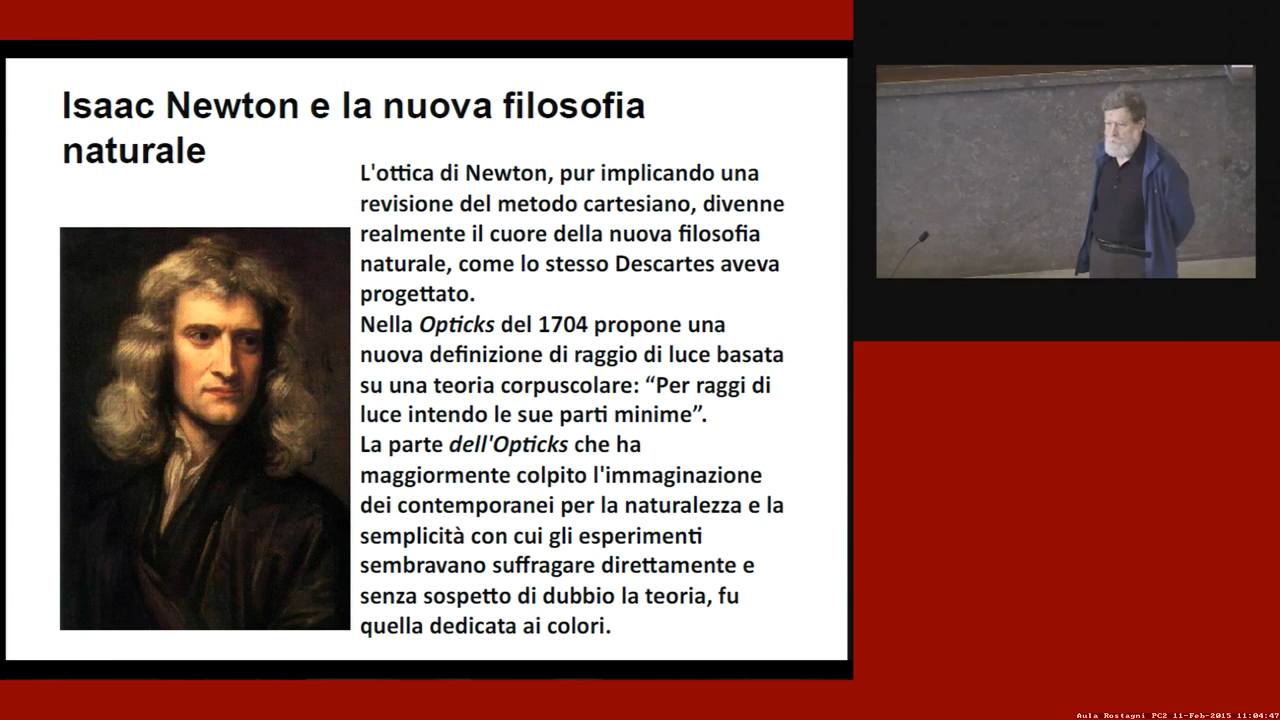 Isaac Newton e la nuova filosofia
naturale
L'ottica di Newton, pur implicando una
revisione del metodo cartesiano, divenne
realmente il cuore della nuova filosofia
naturale, come lo stesso Descartes aveva
progettato.
Nella Opticks del 1704 propone una
nuova definizione di raggio di luce basata
su una teoria corpuscolare: “Per raggi di
luce intendo le sue parti minime”.
La parte dell'Opticks che ha
maggiormente colpito l'immaginazione
dei contemporanei per la naturalezza e la
semplicità con cui gli esperimenti
sembravano suffragare direttamente e
senza sospetto di dubbio la teoria, fu
quella dedicata ai colori.
Aula Rostagni PC2 11-Feb-2015 11:04:47